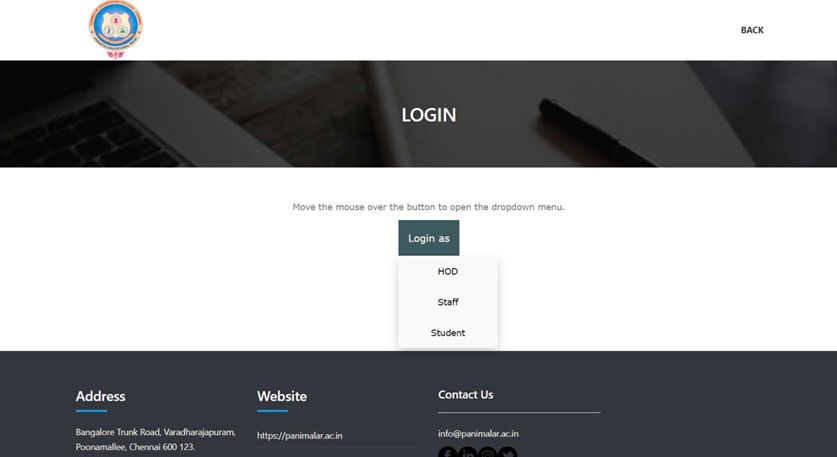 BACK
LOGIN
Move the mouse over the button to open the dropdown menu.
Login as
HOD
Staff
Student
Address
Bangalore Trunk Road, Varadharajapuram,
Poonamallee, Chennai 600 123.
Website
https://panimalar.ac.in
Contact Us
info@panimalar.ac.in